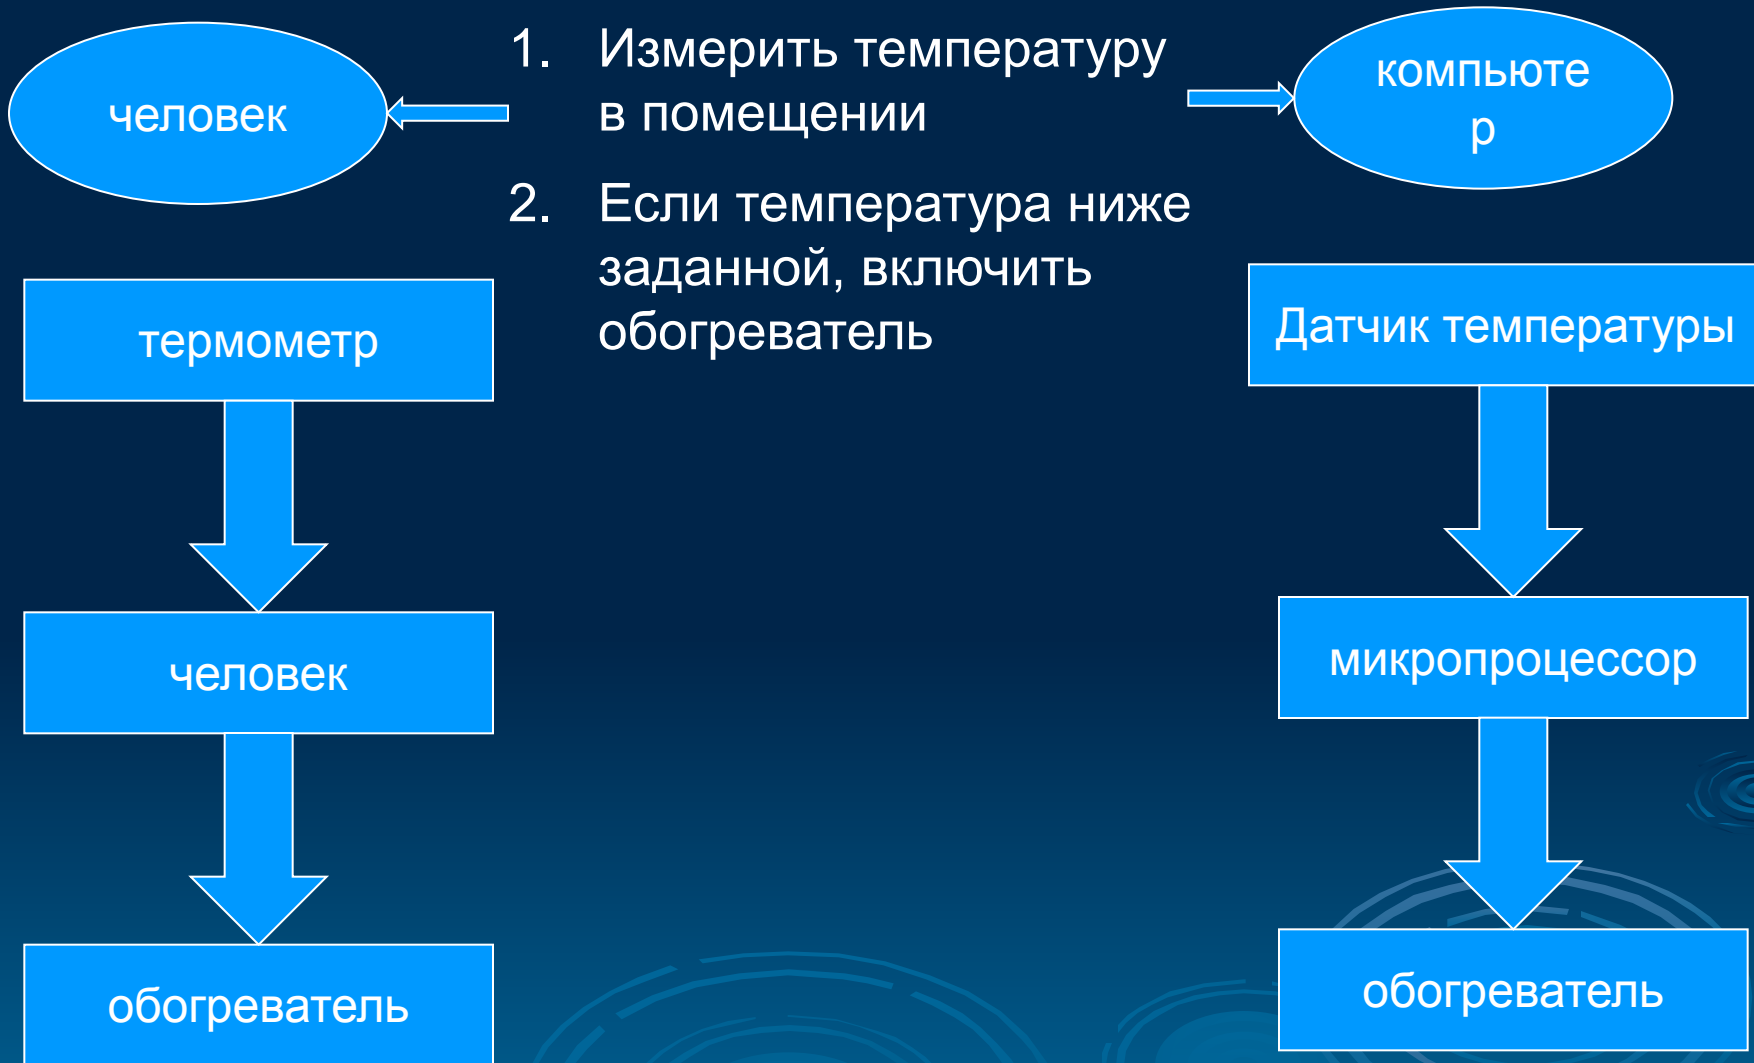 человек
1. Измерить температуру
в помещении
2. Если температура ниже
заданной, включить
обогреватель
компьюте
р
термометр
человек
обогреватель
Датчик температуры
микропроцессор
обогреватель